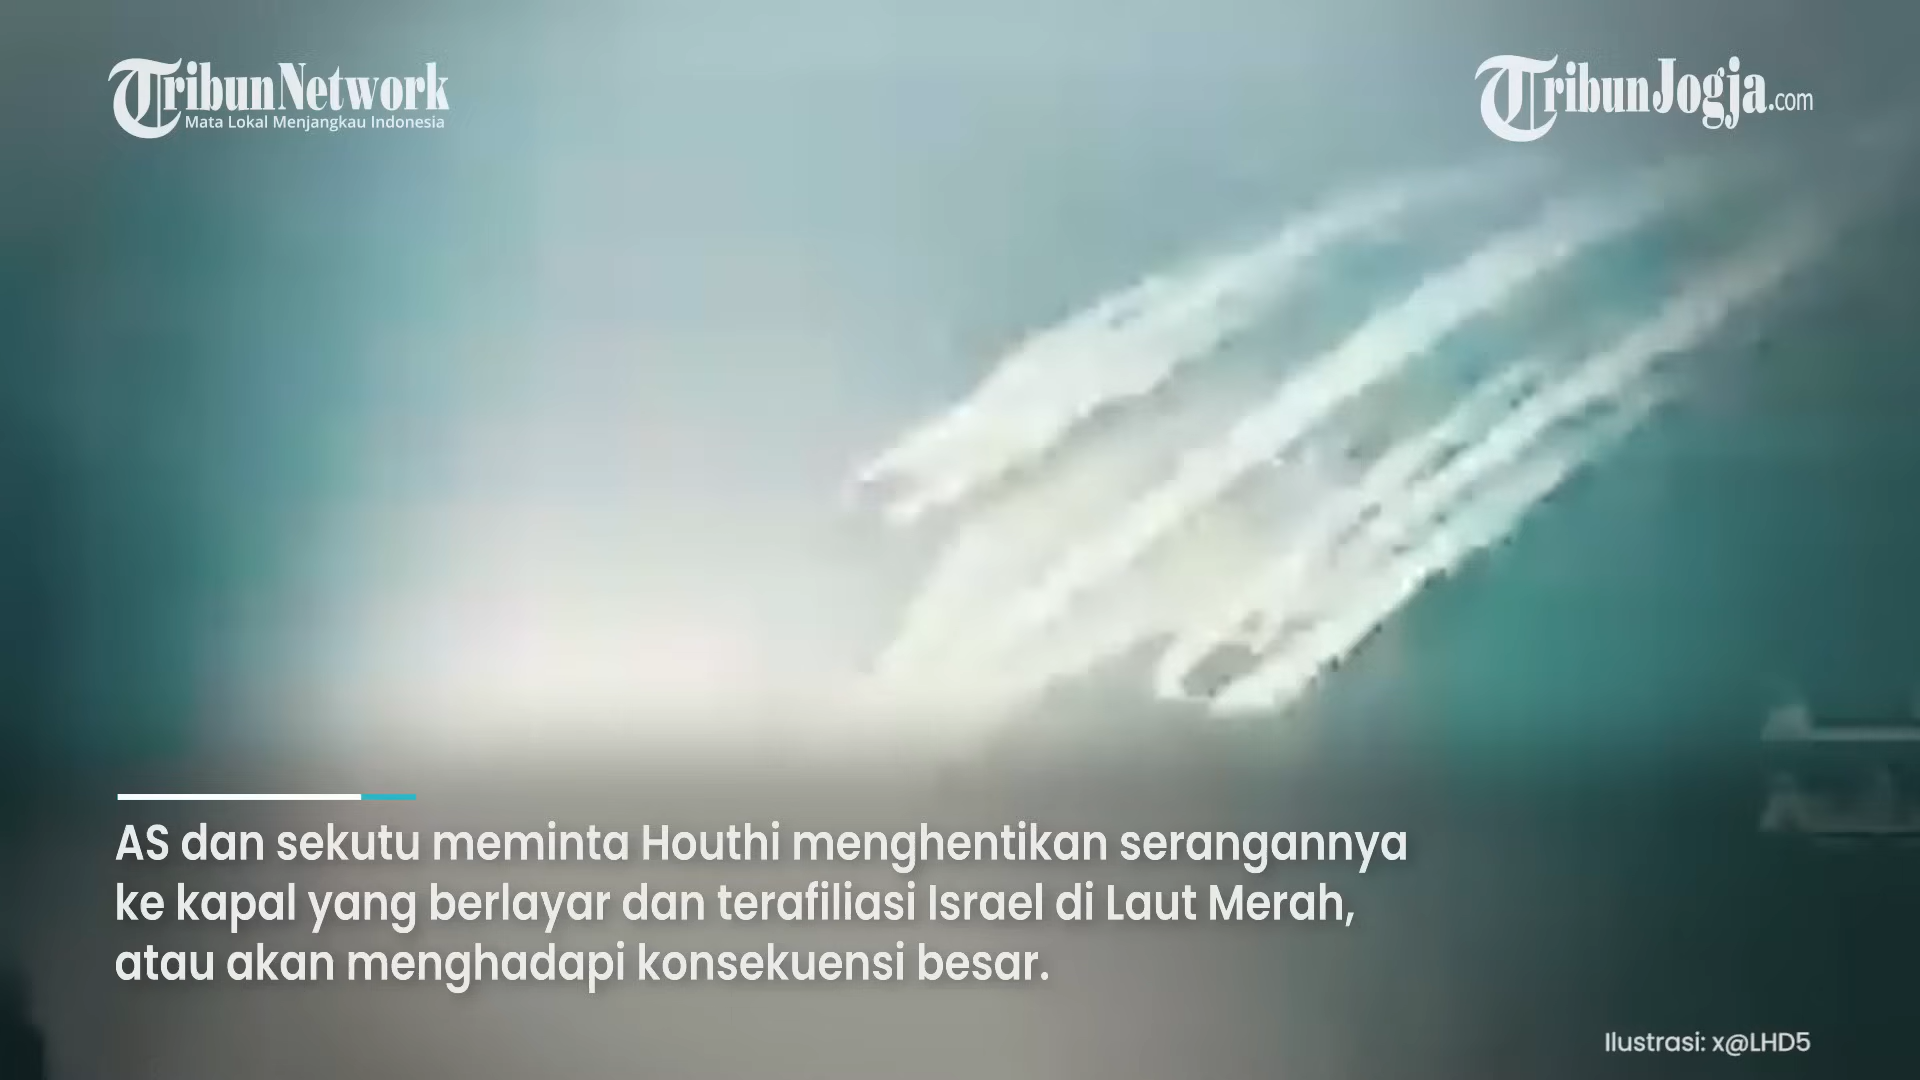 TribunNetwork
Mata Lokal Menjangkau Indonesia
TribunJogja.com
AS dan sekutu meminta Houthi menghentikan serangannya
ke kapal yang berlayar dan terafiliasi Israel di Laut Merah,
atau akan menghadapi konsekuensi besar.
Ilustrasi: x@LHD5